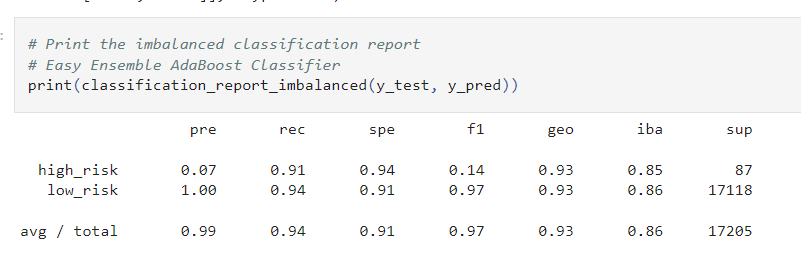 # Print the imbalanced classification report
# Easy Ensemble AdaBoost Classifier
print(classification_report_imbalanced(y_test, y_pred))
pre rec spe f1 geo iba sup
high_risk 0.07 0.91 0.94 0.14 0.93 0.85 87
low_risk 1.00 0.94 0.91 0.97 0.93 0.86 17118
avg / total 0.99 0.94 0.91 0.97 0.93 0.86 17205